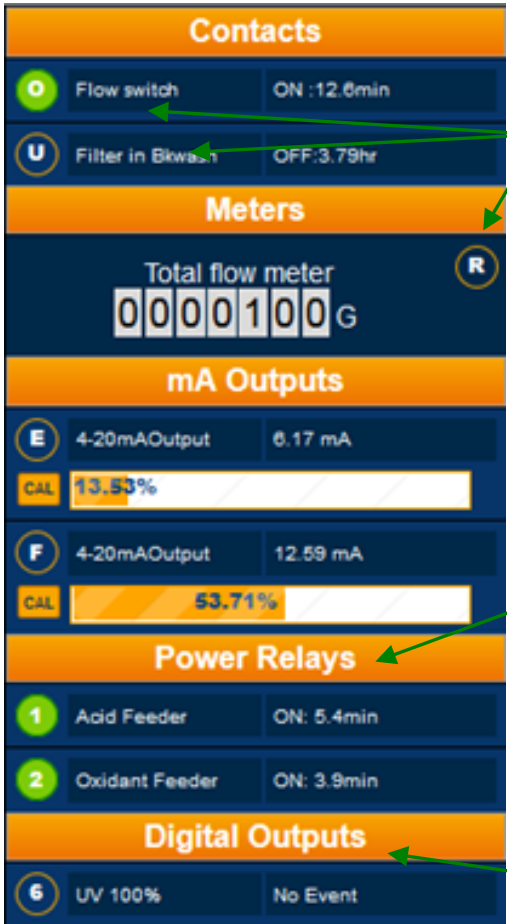 Contacts
O Flow switch ON :12.6min
U Filter in Bkwash OFF:3.79hr
Meters
R
Total flow meter
0000100 G
mA Outputs
E 4-20mAOutput 6.17 mA
CAL 13.53%
F 4-20mAOutput 12.59 mA
CAL 53.71%
Power Relays
1 Acid Feeder ON: 5.4min
2 Oxidant Feeder ON: 3.9min
Digital Outputs
6 UV 100% No Event